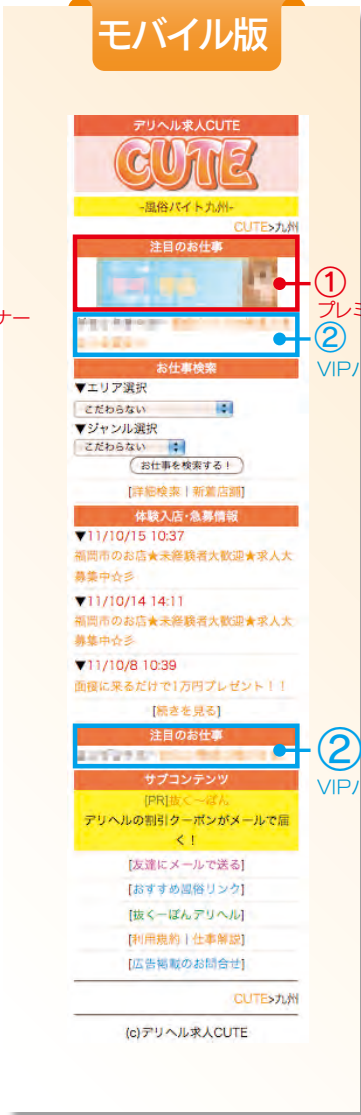 モバイル版
デリヘル求人CUTE
CUTE
-風俗バイト九州-
CUTE>九州
注目のお仕事
①
プレミ
ナー
②
VIPバ
お仕事検索
▼エリア選択
こだわらない
▼ジャンル選択
こだわらない
お仕事を検索する！
[詳細検索 | 新着店舗]
体験入店・急募情報
▼11/10/15 10:37
福岡市のお店★未経験者大歓迎★求人大
募集中☆彡
▼11/10/14 14:11
福岡市のお店★未経験者大歓迎★求人大
募集中☆彡
▼11/10/8 10:39
面接に来るだけで1万円プレゼント！！
[続きを見る]
注目のお仕事
②
VIPバ
サブコンテンツ
[PR]抜く〜ぽん
デリヘルの割引クーポンがメールで届
く！
[友達にメールで送る]
[おすすめ風俗リンク]
[抜く〜ぽんデリヘル]
[利用規約 | 仕事解説]
[広告掲載のお問合せ]
CUTE>九州
(c)デリヘル求人CUTE